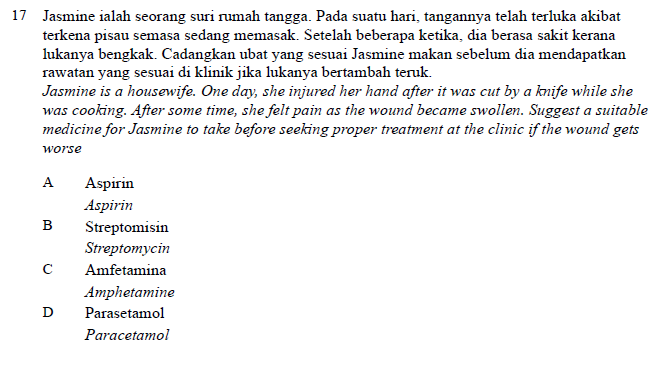 17 Jasmine ialah seorang suri rumah tangga. Pada suatu hari, tangannya telah terluka akibat
terkena pisau semasa sedang memasak. Setelah beberapa ketika, dia berasa sakit kerana
lukanya bengkak. Cadangkan ubat yang sesuai Jasmine makan sebelum dia mendapatkan
rawatan yang sesuai di klinik jika lukanya bertambah teruk.
Jasmine is a housewife. One day, she injured her hand after it was cut by a knife while she
was cooking. After some time, she felt pain as the wound became swollen. Suggest a suitable
medicine for Jasmine to take before seeking proper treatment at the clinic if the wound gets
worse
A Aspirin
Aspirin
B Streptomisin
Streptomycin
C Amfetamina
Amphetamine
D Parasetamol
Paracetamol